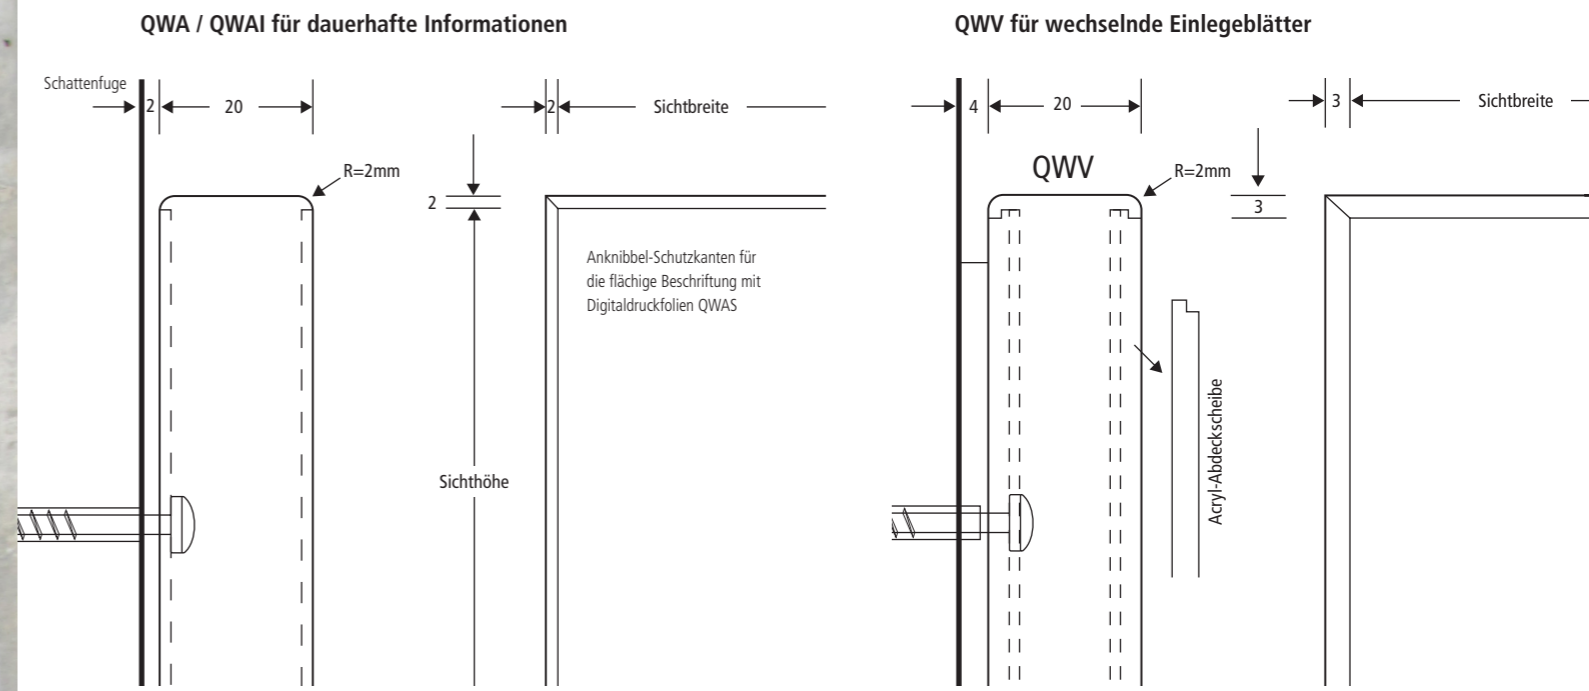 QWA / QWAI für dauerhafte Informationen
Schattenfuge
2
20
2
Sichtbreite
R=2mm
2
Anknibbel-Schutzkanten für
die flächige Beschriftung mit
Digitaldruckfolien QWAS
Sichthöhe
QWV für wechselnde Einlegeblätter
4
20
3
Sichtbreite
QWV
R=2mm
3
Acryl-Abdeckscheibe